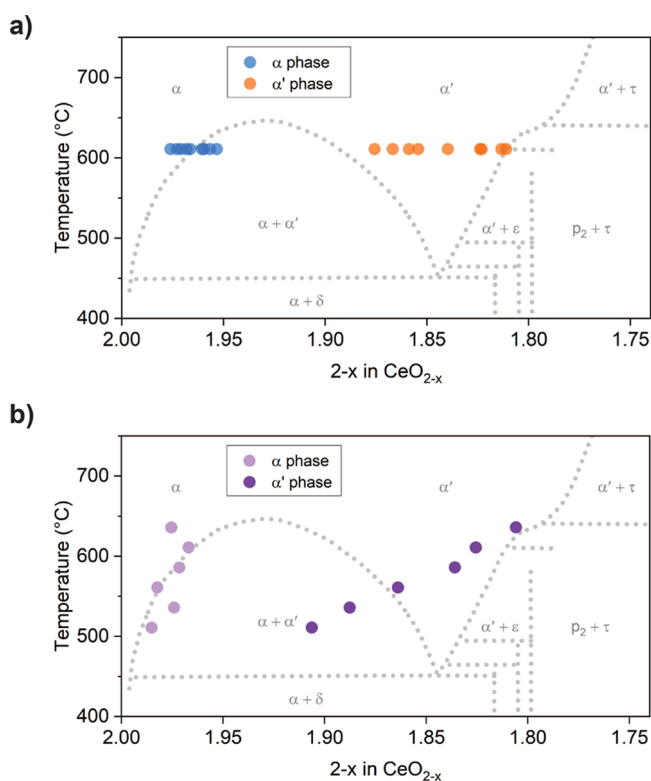 a)
700
600
500
400
Temperature (°C)
α phase
α' phase
α
α'
α' + τ
α + α'
α' + ε
p₂ + τ
α + δ
2.00 1.95 1.90 1.85 1.80 1.75
2-x in CeO₂₋ₓ
b)
700
600
500
400
Temperature (°C)
α phase
α' phase
α
α'
α' + τ
α + α'
α' + ε
p₂ + τ
α + δ
2.00 1.95 1.90 1.85 1.80 1.75
2-x in CeO₂₋ₓ